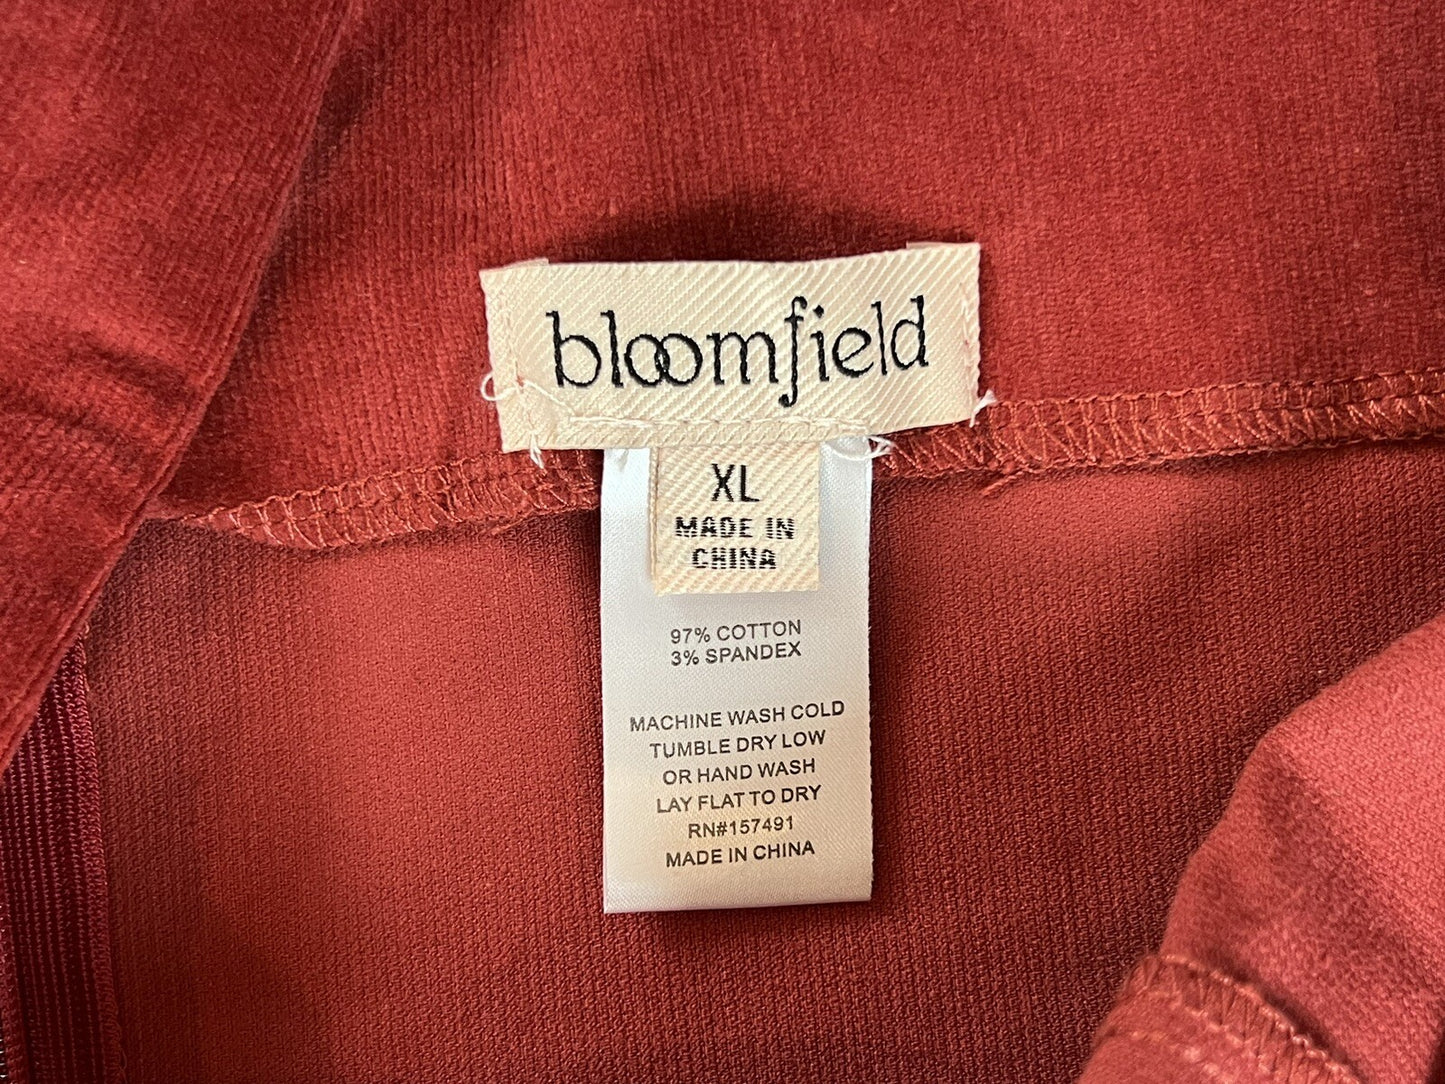 bloomfield
XL
MADE IN
CHINA
97% COTTON
3% SPANDEX
MACHINE WASH COLD
TUMBLE DRY LOW
OR HAND WASH
LAY FLAT TO DRY
RN#157491
MADE IN CHINA